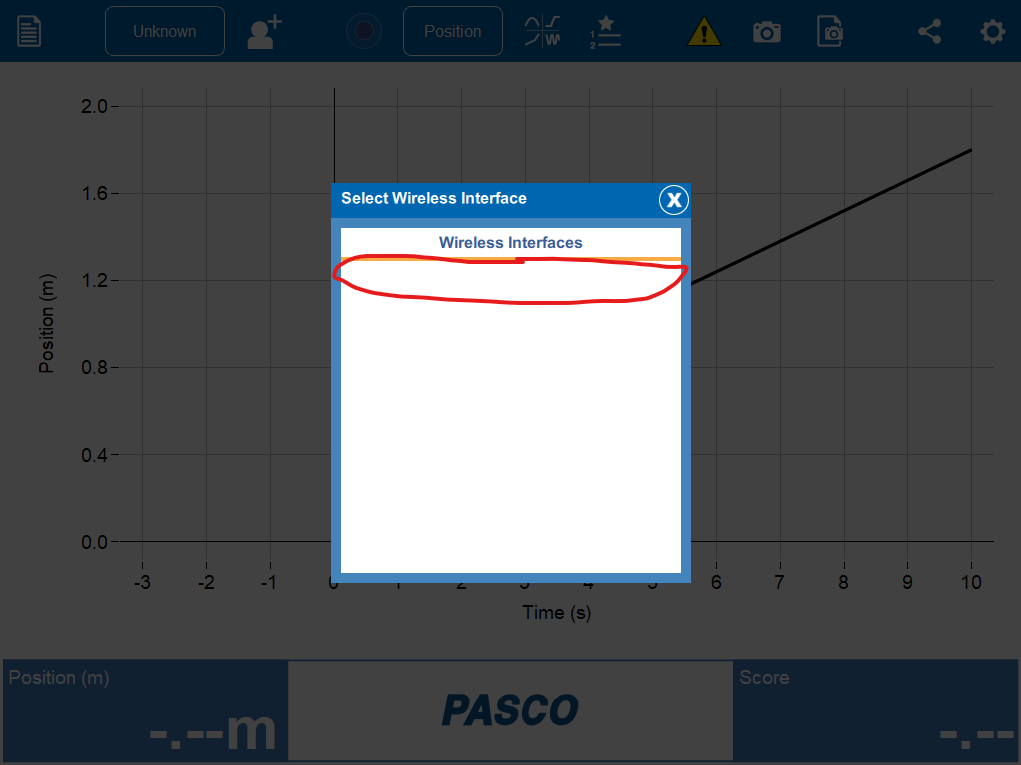 Unknown
Position
1
2
W
!
2.0
1.6
1.2
0.8
0.4
0.0
Position (m)
Select Wireless Interface
X
Wireless Interfaces
-3 -2 -1 0 1 2 3 4 5 6 7 8 9 10
Time (s)
Position (m)
-.--m
PASCO
Score
-.--